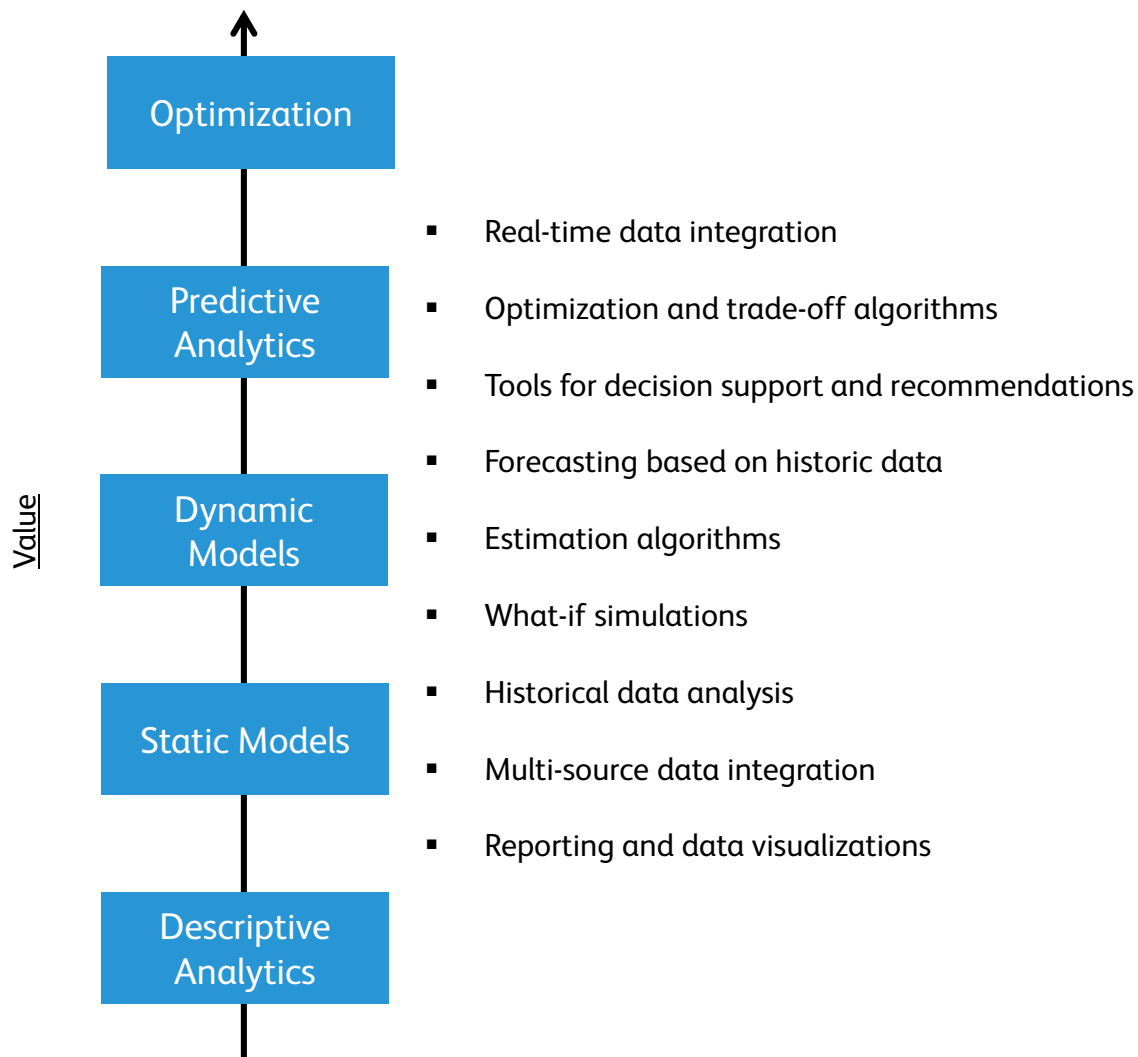 Optimization
▪ Real-time data integration
Predictive
Analytics
▪ Optimization and trade-off algorithms
▪ Tools for decision support and recommendations
▪ Forecasting based on historic data
Value
Dynamic
Models
▪ Estimation algorithms
▪ What-if simulations
▪ Historical data analysis
Static Models
▪ Multi-source data integration
▪ Reporting and data visualizations
Descriptive
Analytics